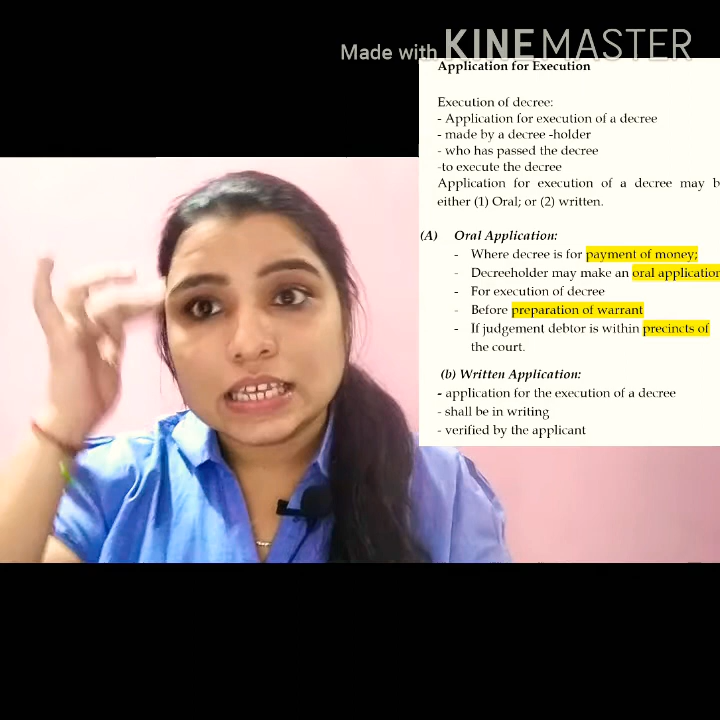 Made with KINEMASTER
Application for Execution
Execution of decree:
- Application for execution of a decree
- made by a decree -holder
- who has passed the decree
-to execute the decree
Application for execution of a decree may b
either (1) Oral; or (2) written.
(A) Oral Application:
- Where decree is for payment of money;
- Decreeholder may make an oral application
- For execution of decree
- Before preparation of warrant
- If judgement debtor is within precincts of
the court.
(b) Written Application:
- application for the execution of a decree
- shall be in writing
- verified by the applicant